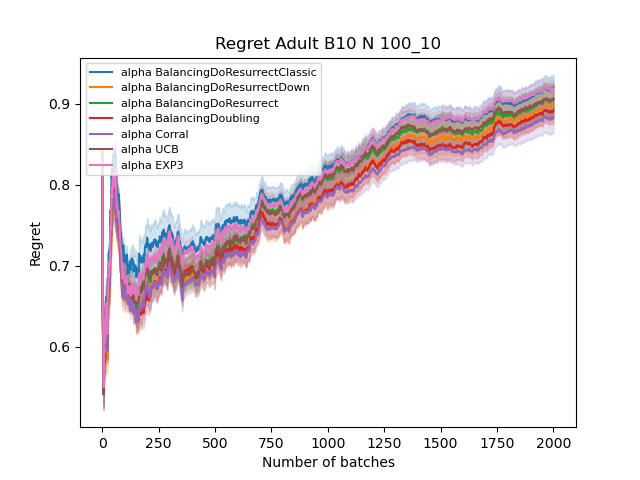 Regret Adult B10 N 100_10
alpha BalancingDoResurrectClassic
alpha BalancingDoResurrectDown
alpha BalancingDoResurrect
alpha BalancingDoubling
alpha Corral
alpha UCB
alpha EXP3
Regret
0.9
0.8
0.7
0.6
0 250 500 750 1000 1250 1500 1750 2000
Number of batches